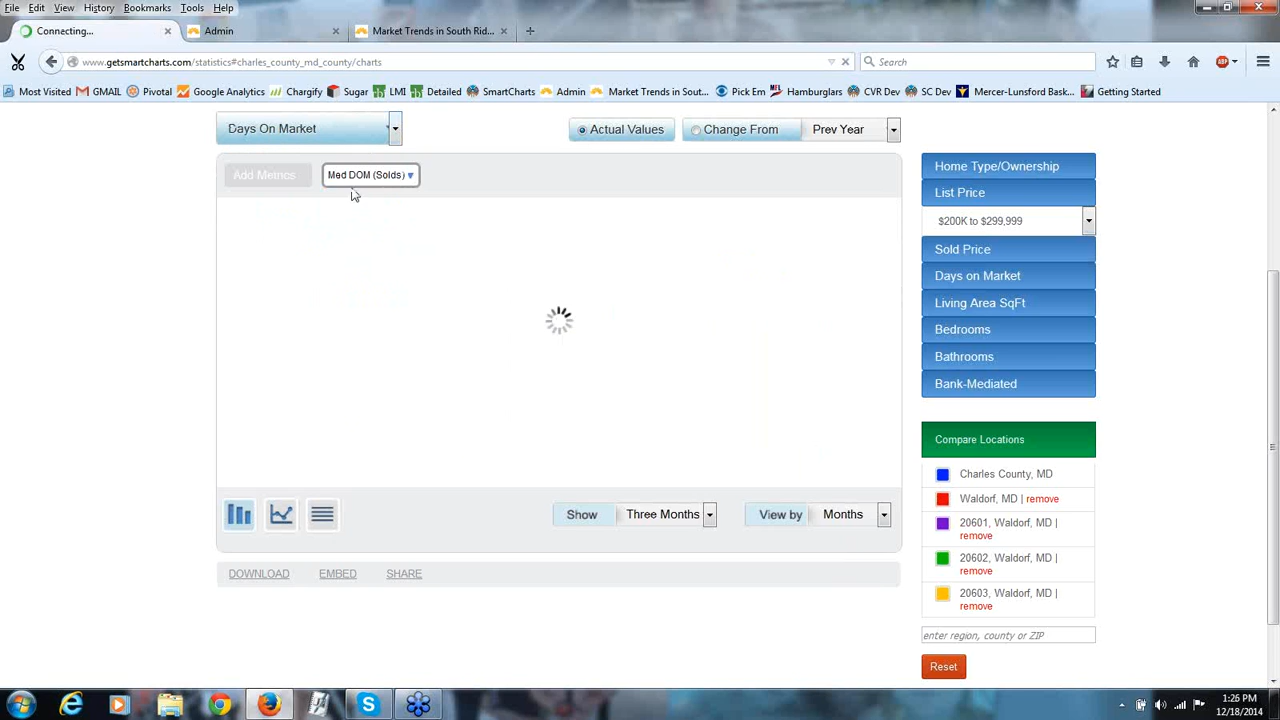 File Edit View History Bookmarks Tools Help
Connecting... Admin Market Trends in South Rid...
www.getsmartcharts.com/statistics#charles_county_md_county/charts Search
Most Visited GMAIL Pivotal Google Analytics Chargify Sugar LMI Detailed SmartCharts Admin Market Trends in Sout... Pick Em Hamburglars CVR Dev SC Dev Mercer-Lunsford Bask... Getting Started
Days On Market Actual Values Change From Prev Year
Add Metrics Med DOM (Solds)
Home Type/Ownership
List Price
$200K to $299,999
Sold Price
Days on Market
Living Area SqFt
Bedrooms
Bathrooms
Bank-Mediated
Compare Locations
Charles County, MD
Waldorf, MD | remove
20601, Waldorf, MD |
remove
20602, Waldorf, MD |
remove
20603, Waldorf, MD |
remove
enter region, county or ZIP
Reset
Show Three Months View by Months
DOWNLOAD EMBED SHARE
1:26 PM
12/18/2014